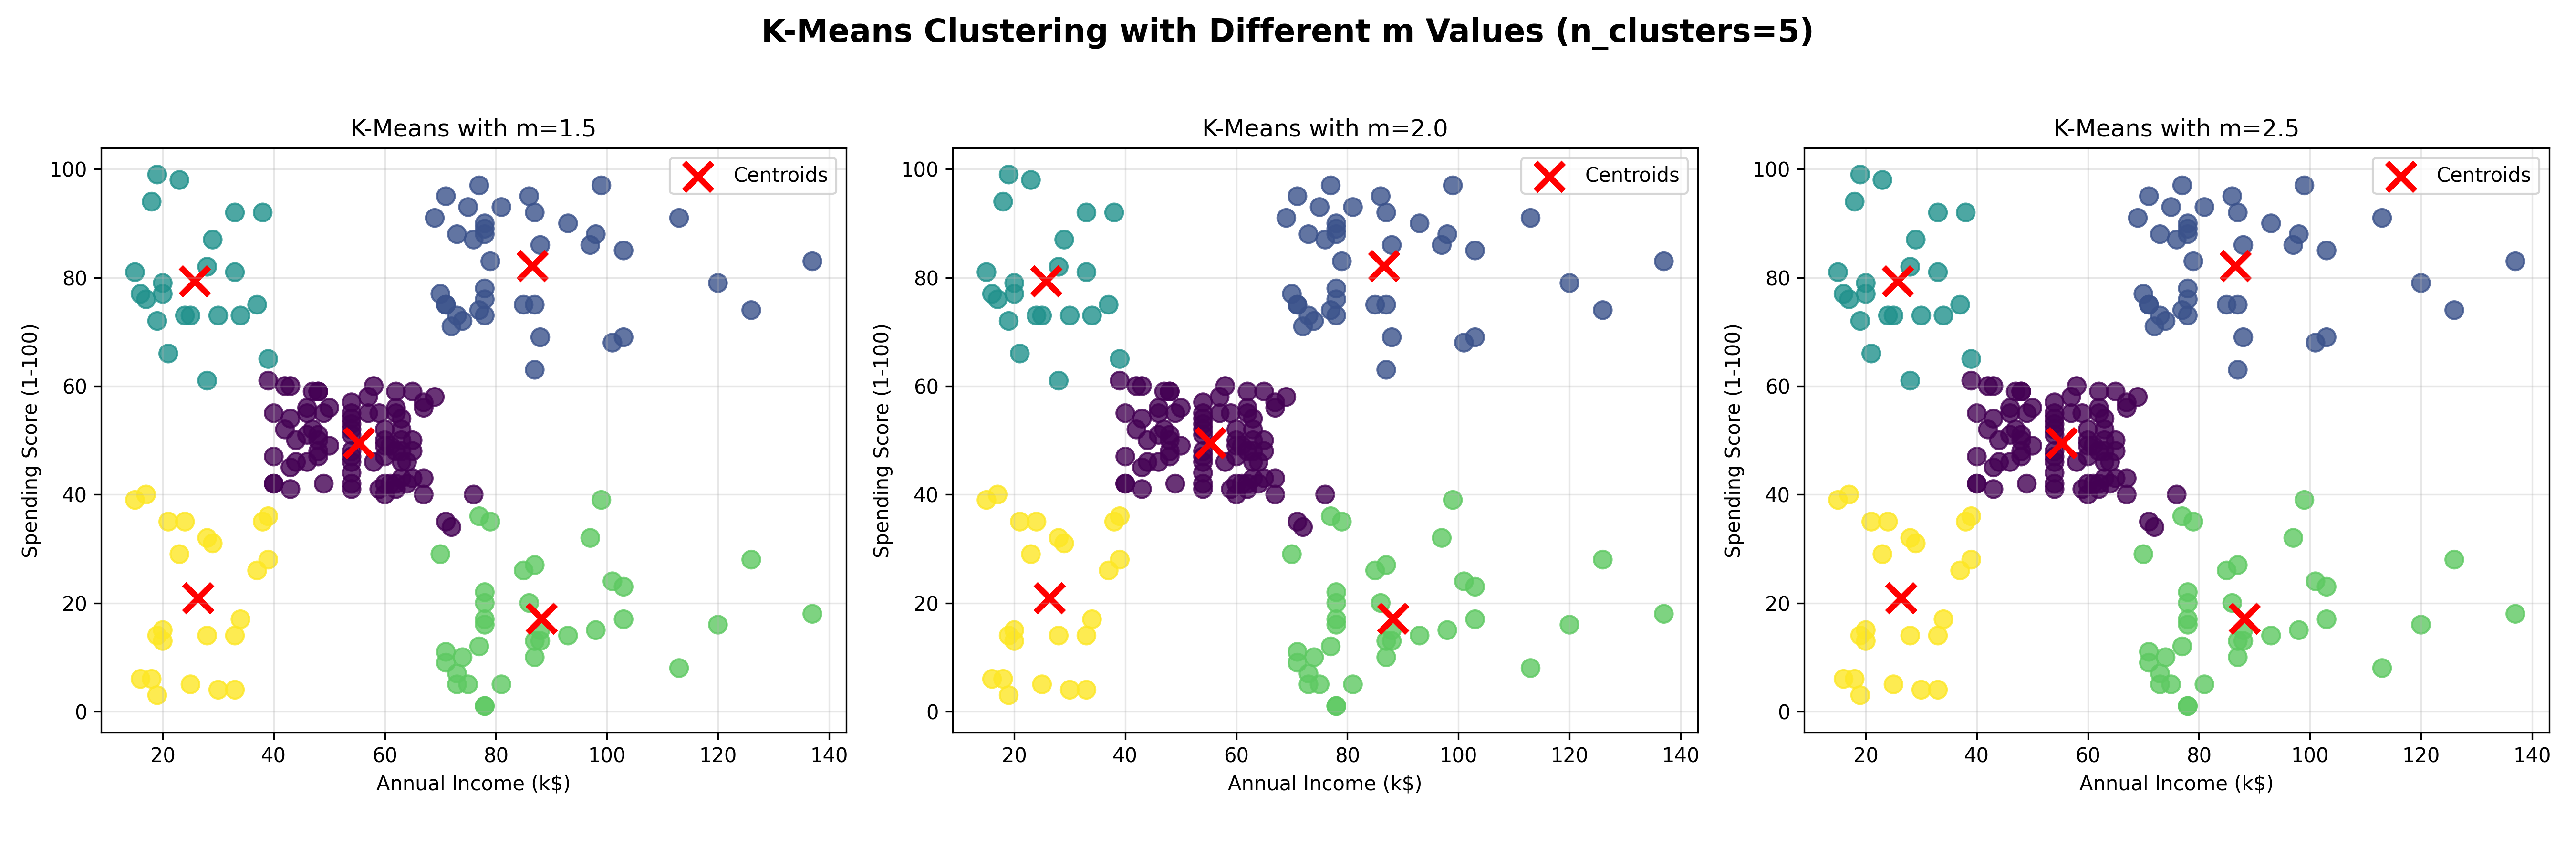 K-Means Clustering with Different m Values (n_clusters=5)
K-Means with m=1.5
Centroids
100
80
60
40
20
0
Spending Score (1-100)
20 40 60 80 100 120 140
Annual Income (k$)
K-Means with m=2.0
Centroids
100
80
60
40
20
0
Spending Score (1-100)
20 40 60 80 100 120 140
Annual Income (k$)
K-Means with m=2.5
Centroids
100
80
60
40
20
0
Spending Score (1-100)
20 40 60 80 100 120 140
Annual Income (k$)